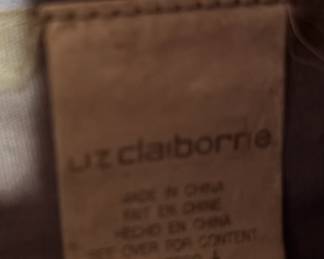 Liz claiborne
MADE IN CHINA
FAIT EN CHINE
HECHO EN CHINA
SEE OVER FOR CONTENT